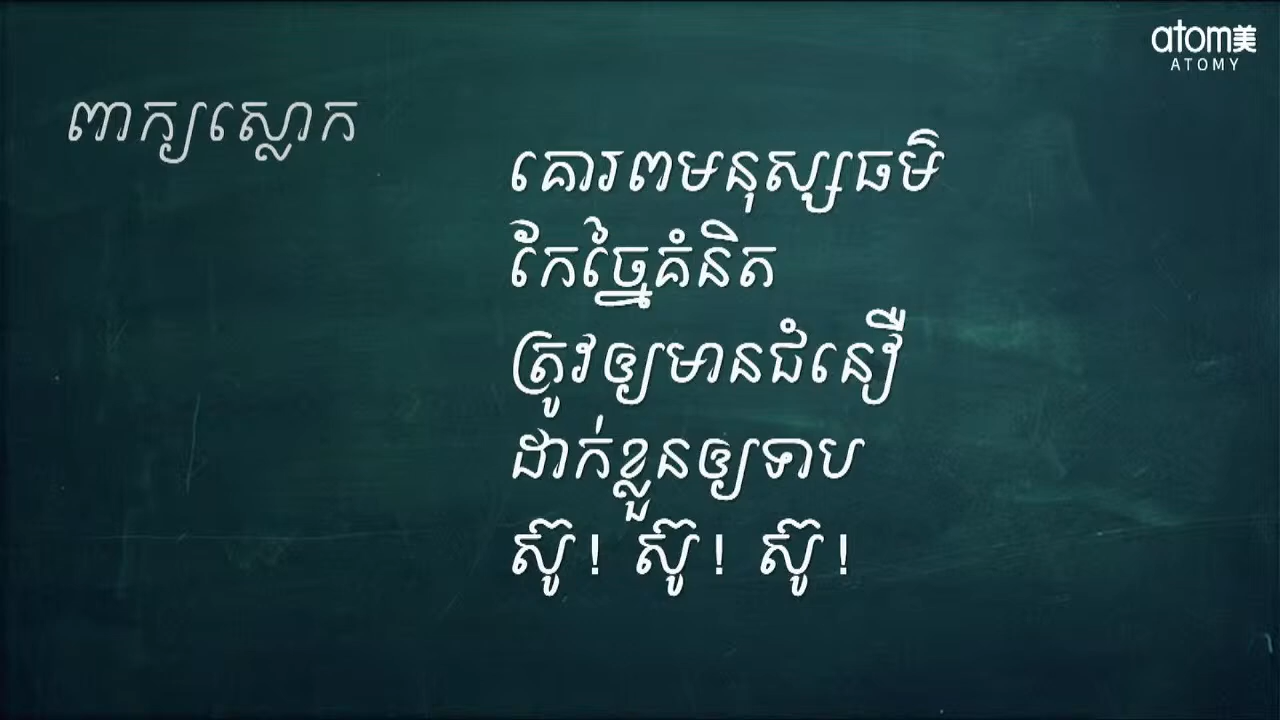 atom美
ATOMY
ពាក្យស្លោក
គោរពមនុស្សធម៌
កែច្នៃគំនិត
ត្រូវឲ្យមានជំនឿ
ដាក់ខ្លួនឲ្យទាប
ស៊ូ! ស៊ូ! ស៊ូ!